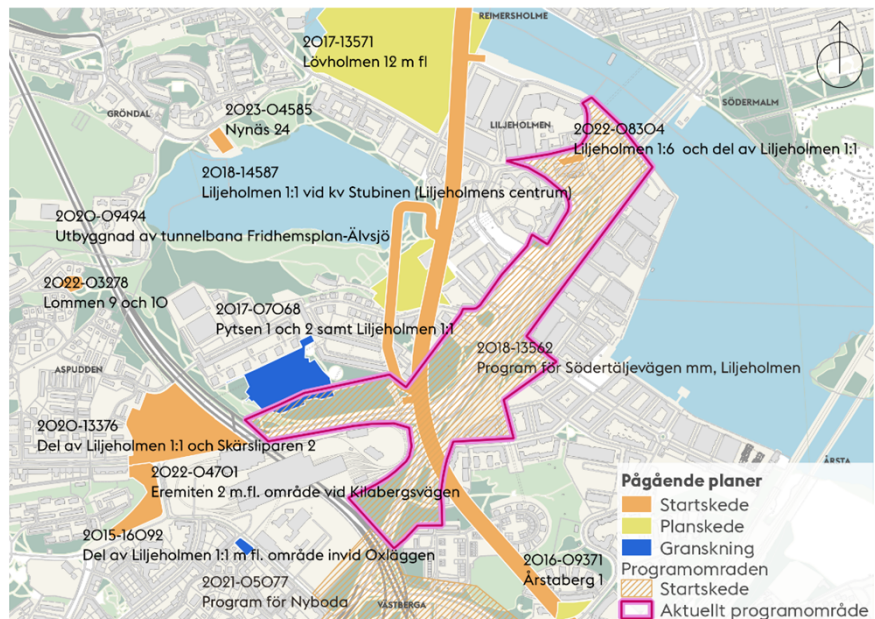 REIMERSHOLME
2017-13571
Lövholmen 12 m fl
SÖDERMALM
GRÖNDAL
2023-04585
Nynäs 24
LILJEHOLMEN
2022-08304
Liljeholmen 1:6 och del av Liljeholmen 1:1
2018-14587
Liljeholmen 1:1 vid kv Stubinen (Liljeholmens centrum)
2020-09494
Utbyggnad av tunnelbana Fridhemsplan-Älvsjö
2022-03278
Lommen 9 och 10
2017-07068
Pytsen 1 och 2 samt Liljeholmen 1:1
2018-13562
Program för Södertäljevägen mm, Liljeholmen
ASPUDDEN
2020-13376
Del av Liljeholmen 1:1 och Skärsliparen 2
2022-04701
Eremiten 2 m.fl. område vid Kilabergsvägen
ÅRSTA
2015-16092
Del av Liljeholmen 1:1 m fl. område invid Oxläggen
2016-09371
Årstaberg 1
2021-05077
Program för Nyboda
VÄSTBERGA
Pågående planer
Startskede
Planskede
Granskning
Programområden
Startskede
Aktuellt programområde